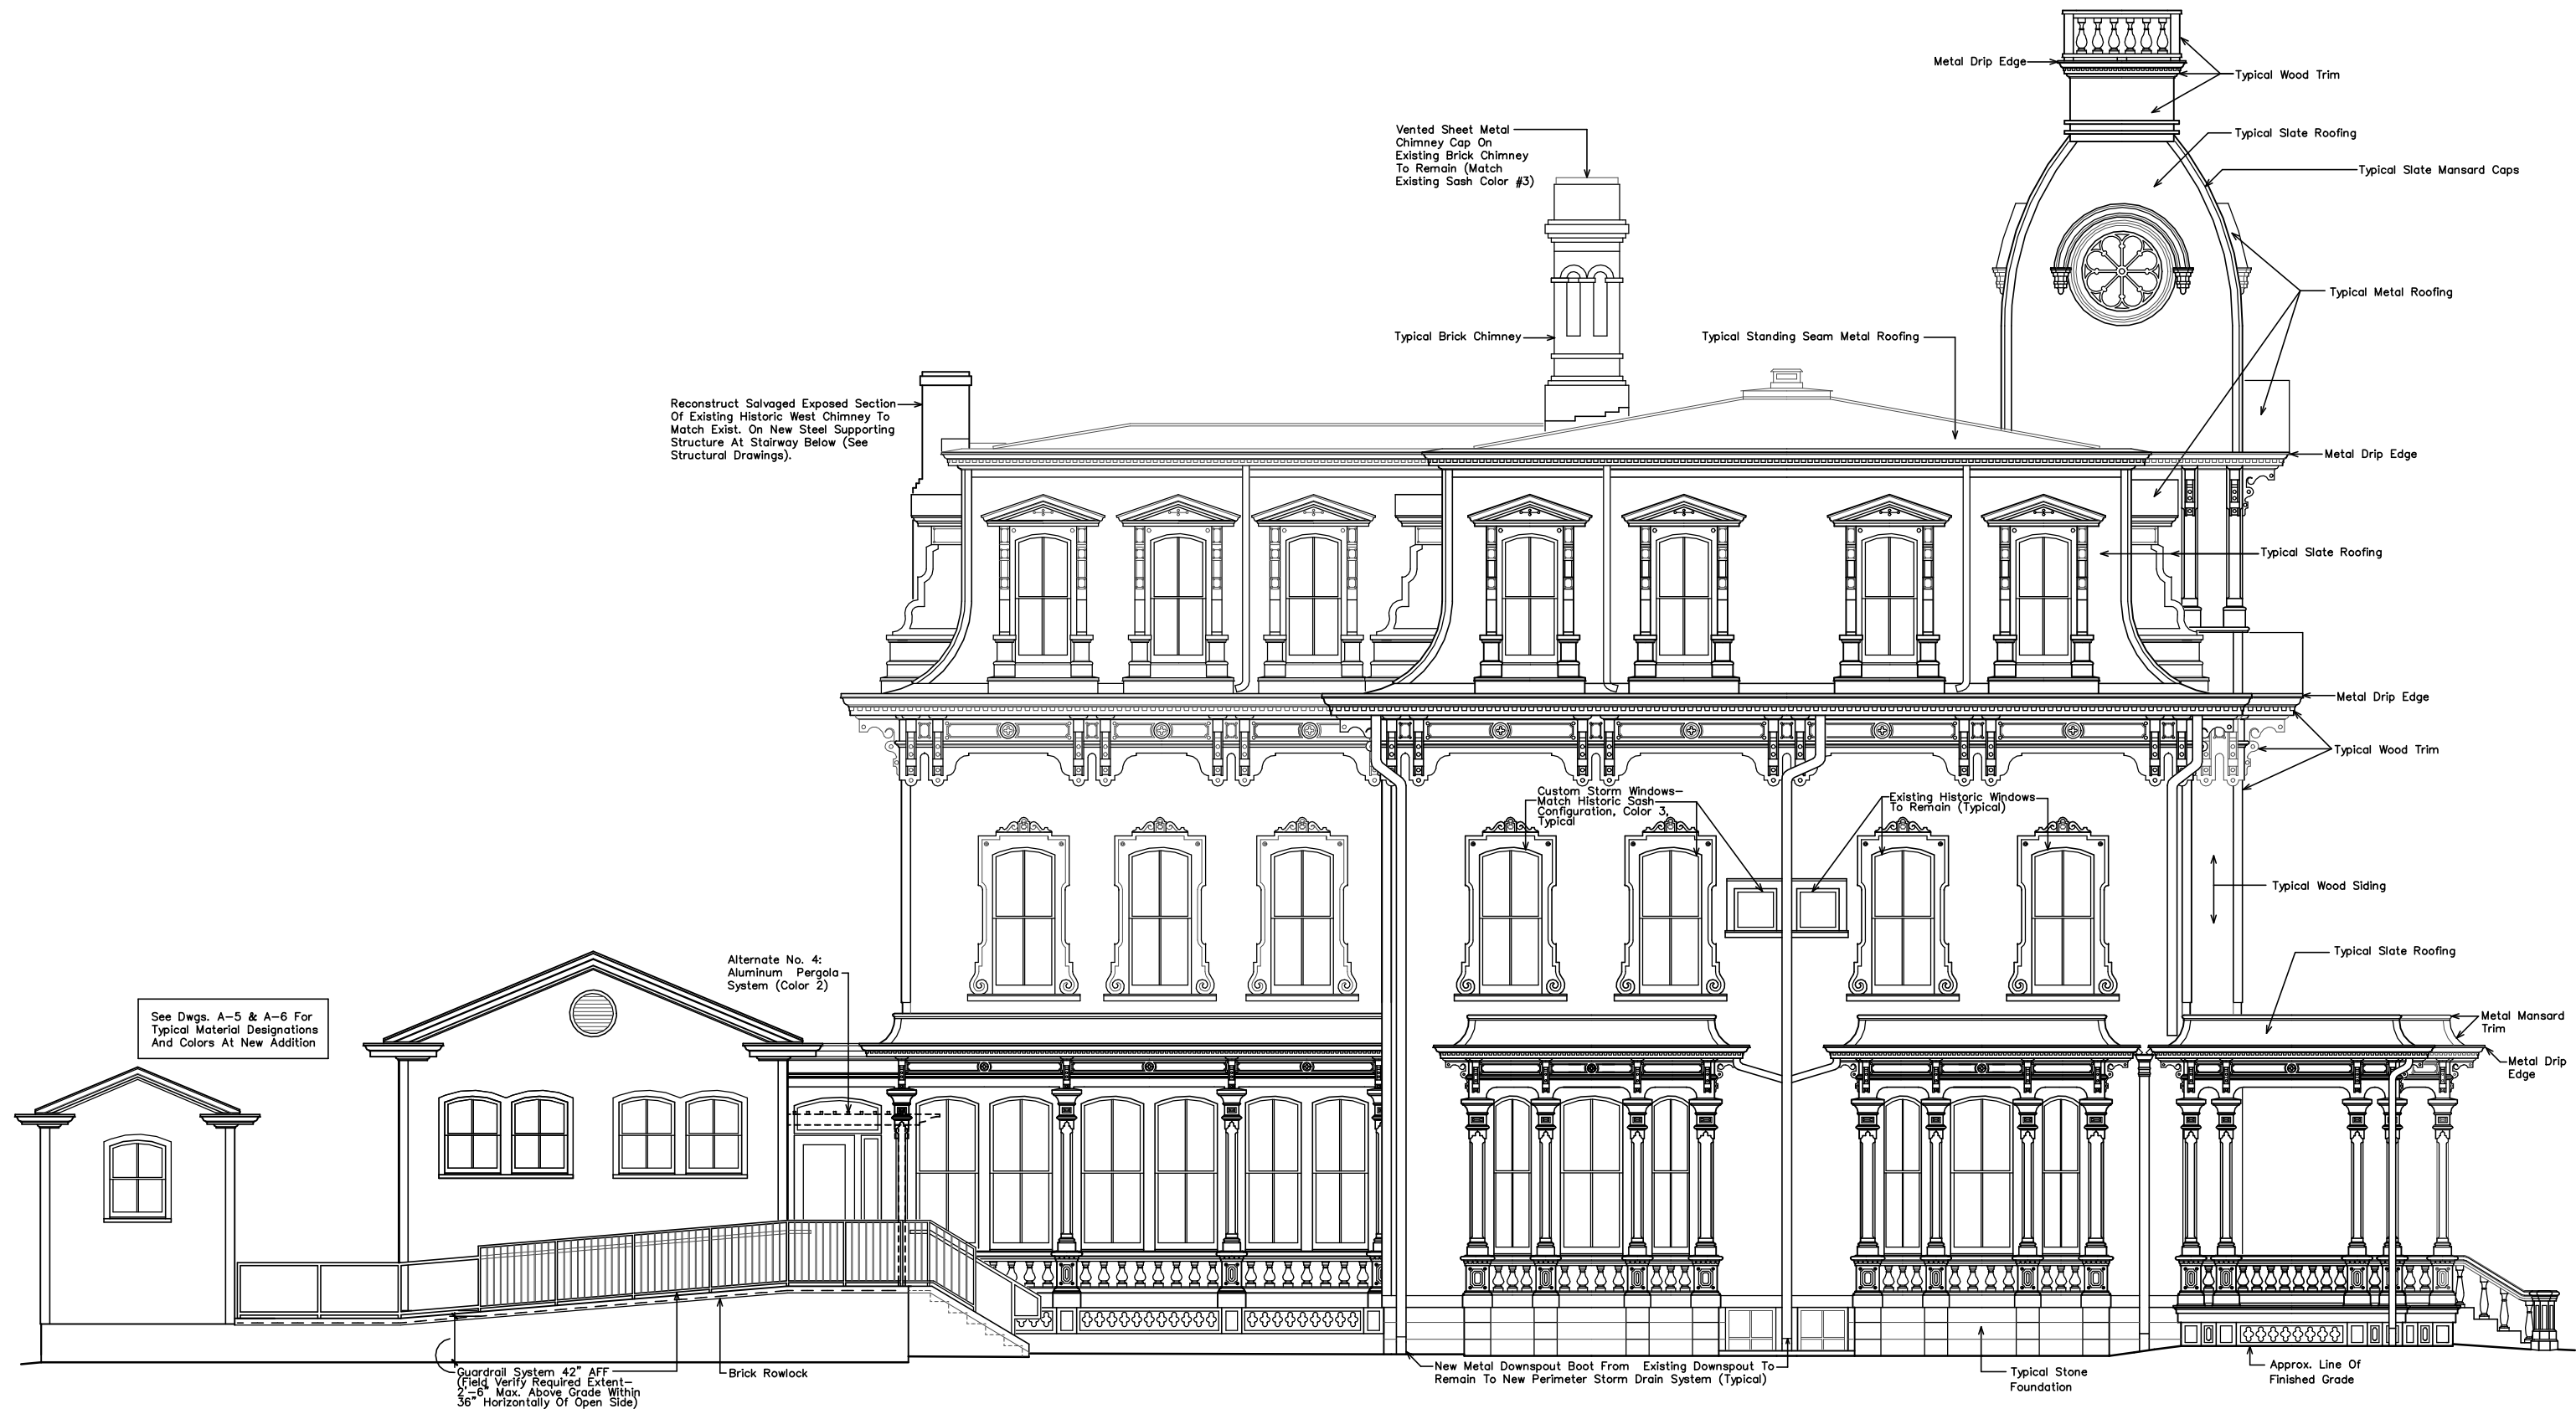 Metal Drip Edge
Typical Wood Trim
Vented Sheet Metal
Chimney Cap On
Existing Brick Chimney
To Remain (Match
Existing Sash Color #3)
Typical Slate Roofing
Typical Slate Mansard Caps
Typical Metal Roofing
Typical Brick Chimney
Typical Standing Seam Metal Roofing
Reconstruct Salvaged Exposed Section
Of Existing Historic West Chimney To
Match Exist. On New Steel Supporting
Structure At Stairway Below (See
Structural Drawings).
Metal Drip Edge
Typical Slate Roofing
Metal Drip Edge
Typical Wood Trim
Custom Storm Windows-
Match Historic Sash
Configuration, Color 3,
Typical
Existing Historic Windows
To Remain (Typical)
Typical Wood Siding
Alternate No. 4:
Aluminum Pergola
System (Color 2)
Typical Slate Roofing
See Dwgs. A-5 & A-6 For
Typical Material Designations
And Colors At New Addition
Metal Mansard
Trim
Metal Drip
Edge
Guardrail System 42" AFF
(Field Verify Required Extent-
2'-6" Max. Above Grade Within
36" Horizontally Of Open Side)
Brick Rowlock
New Metal Downspout Boot From Existing Downspout To
Remain To New Perimeter Storm Drain System (Typical)
Typical Stone
Foundation
Approx. Line Of
Finished Grade